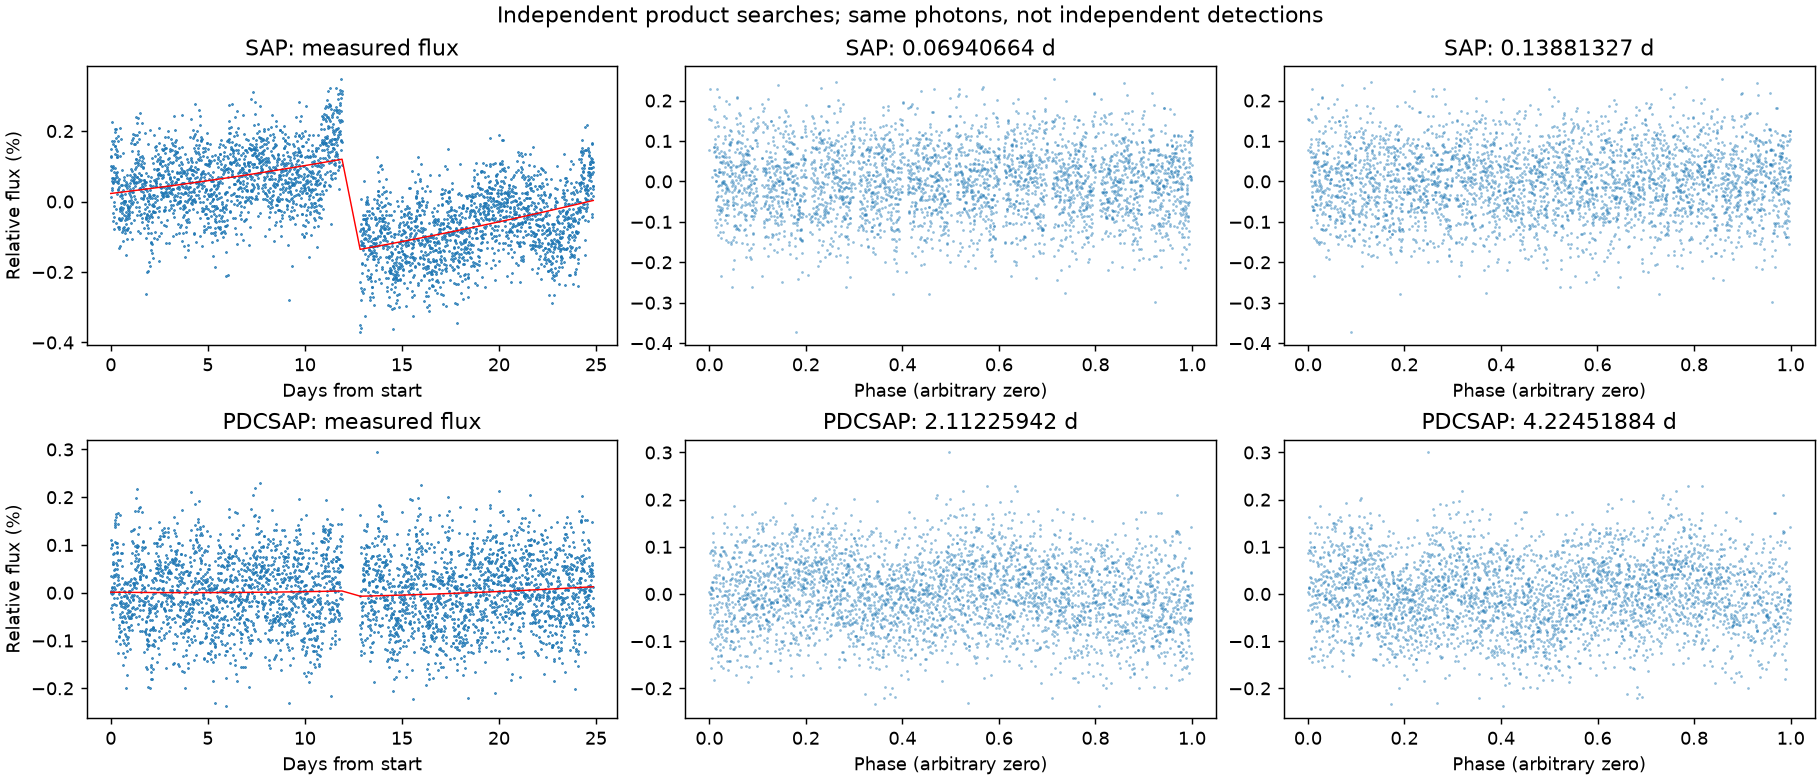 Independent product searches; same photons, not independent detections
SAP: measured flux
SAP: 0.06940664 d
SAP: 0.13881327 d
Relative flux (%)
0.2
0.0
−0.2
−0.4
0 5 10 15 20 25
Days from start
0.2
0.1
0.0
−0.1
−0.2
−0.3
−0.4
0.0 0.2 0.4 0.6 0.8 1.0
Phase (arbitrary zero)
0.2
0.1
0.0
−0.1
−0.2
−0.3
−0.4
0.0 0.2 0.4 0.6 0.8 1.0
Phase (arbitrary zero)
PDCSAP: measured flux
PDCSAP: 2.11225942 d
PDCSAP: 4.22451884 d
Relative flux (%)
0.3
0.2
0.1
0.0
−0.1
−0.2
0 5 10 15 20 25
Days from start
0.3
0.2
0.1
0.0
−0.1
−0.2
0.0 0.2 0.4 0.6 0.8 1.0
Phase (arbitrary zero)
0.3
0.2
0.1
0.0
−0.1
−0.2
0.0 0.2 0.4 0.6 0.8 1.0
Phase (arbitrary zero)